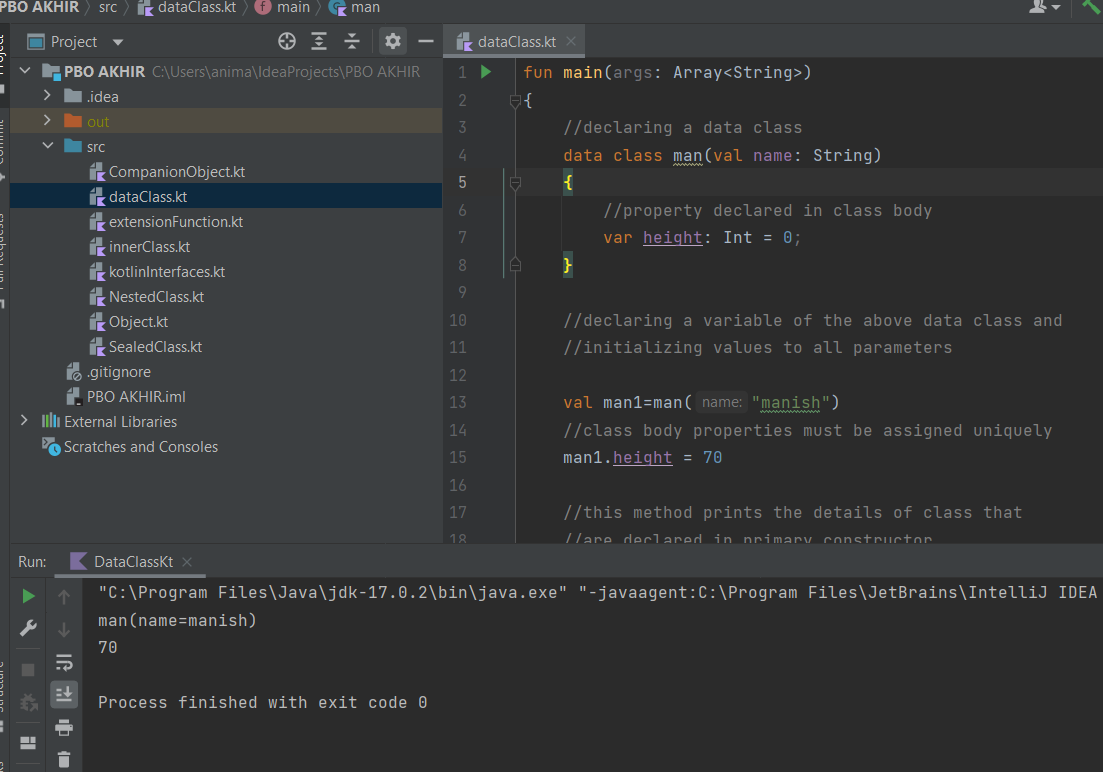 PBO AKHIR src dataClass.kt main man
Project
dataClass.kt
PBO AKHIR C:\Users\anima\IdeaProjects\PBO AKHIR
.idea
out
src
CompanionObject.kt
dataClass.kt
extensionFunction.kt
innerClass.kt
kotlinInterfaces.kt
NestedClass.kt
Object.kt
SealedClass.kt
.gitignore
PBO AKHIR.iml
External Libraries
Scratches and Consoles
1 fun main(args: Array<String>)
2 {
3 //declaring a data class
4 data class man(val name: String)
5 {
6 //property declared in class body
7 var height: Int = 0;
8 }
9
10 //declaring a variable of the above data class and
11 //initializing values to all parameters
12
13 val man1=man( name: "manish")
14 //class body properties must be assigned uniquely
15 man1.height = 70
16
17 //this method prints the details of class that
18 //are declared in primary constructor
Run: DataClassKt
"C:\Program Files\Java\jdk-17.0.2\bin\java.exe" "-javaagent:C:\Program Files\JetBrains\IntelliJ IDEA
man(name=manish)
70
Process finished with exit code 0